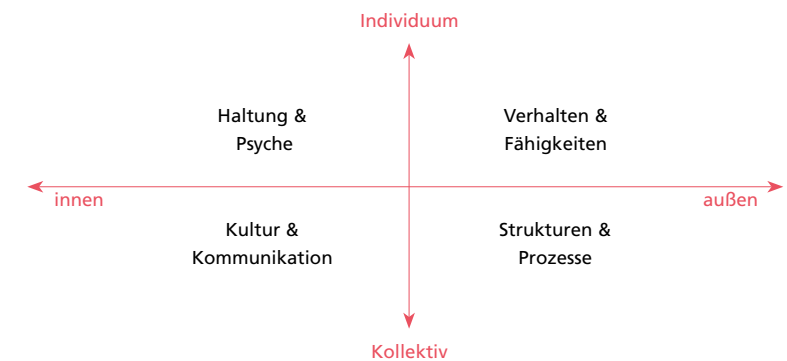 Individuum
Haltung &
Psyche
Verhalten &
Fähigkeiten
innen
außen
Kultur &
Kommunikation
Strukturen &
Prozesse
Kollektiv